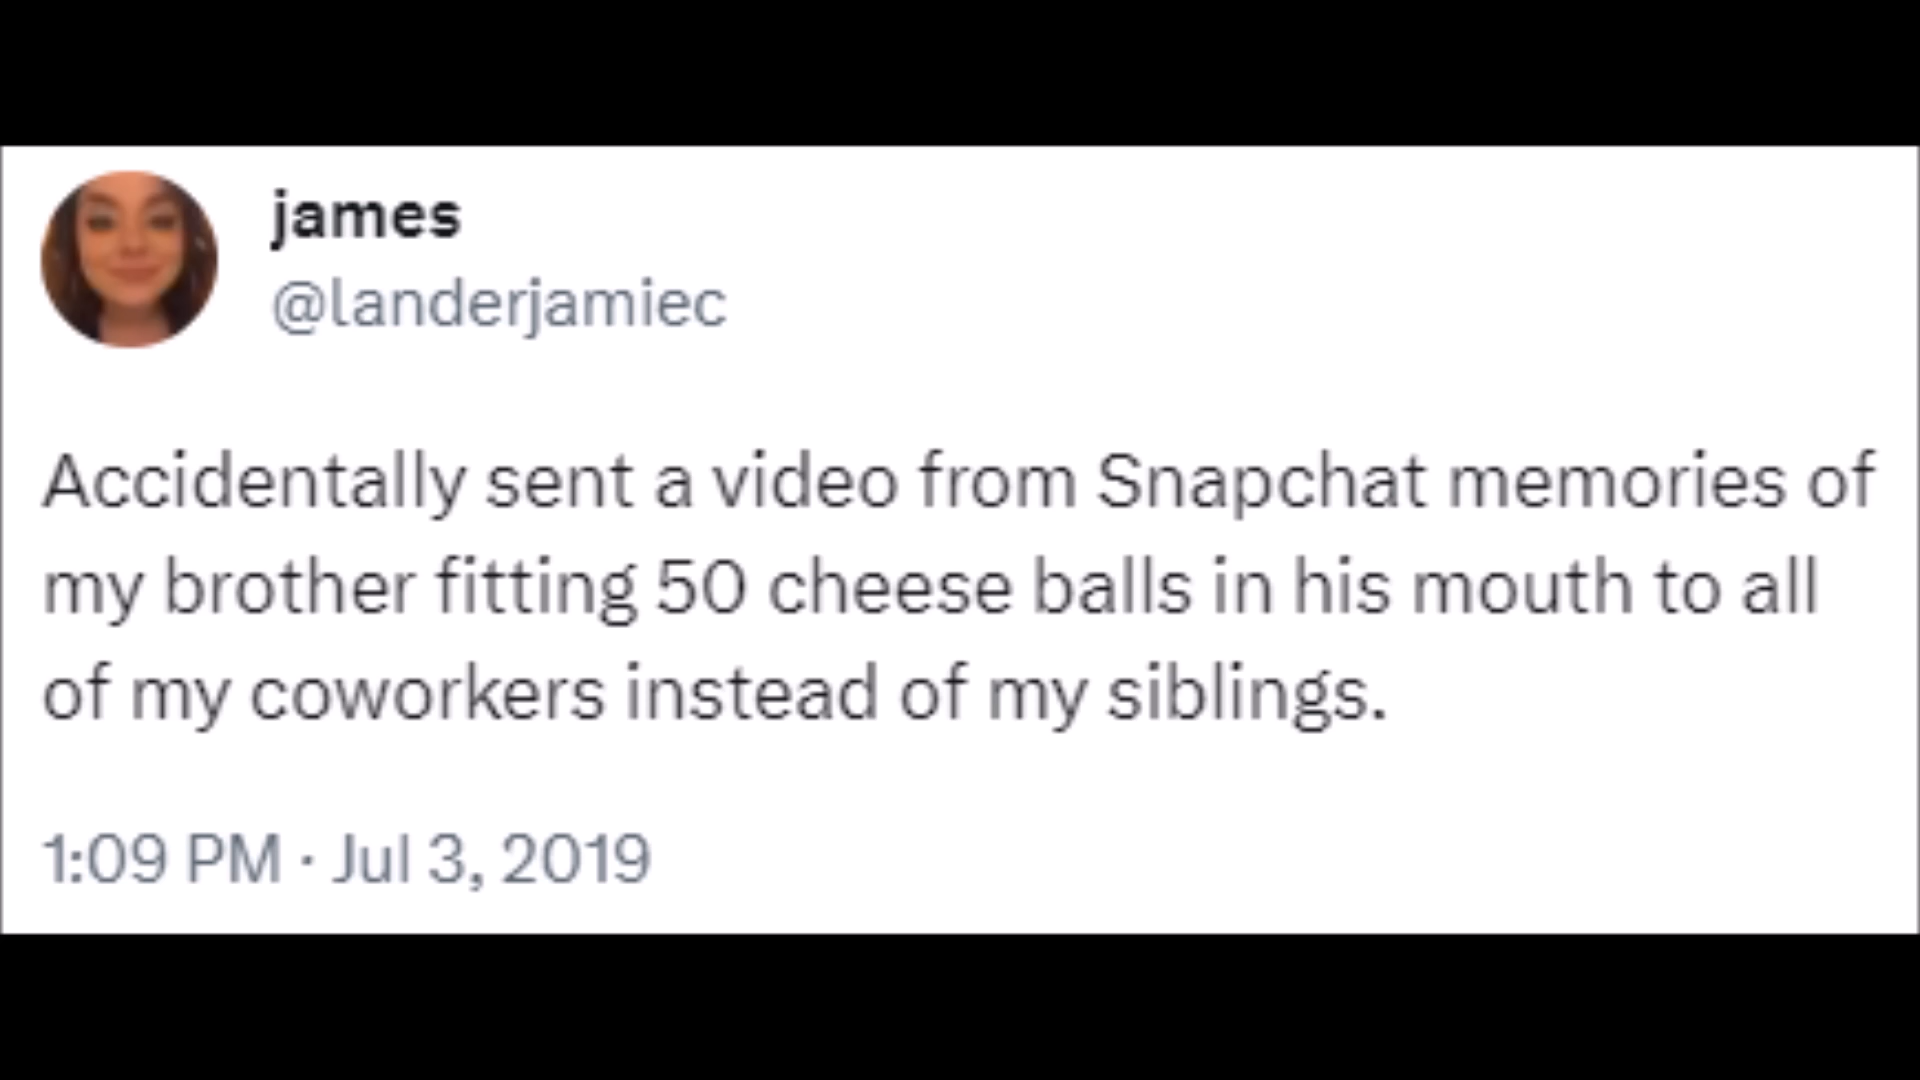 james
@landerjamiec
Accidentally sent a video from Snapchat memories of
my brother fitting 50 cheese balls in his mouth to all
of my coworkers instead of my siblings.
1:09 PM · Jul 3, 2019